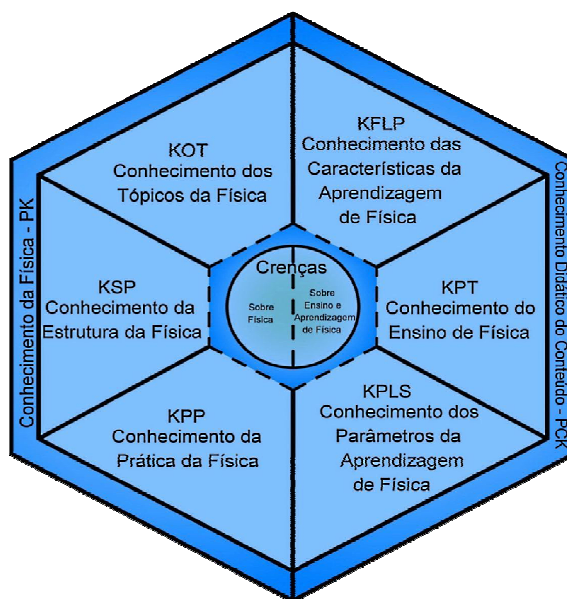 KOT
Conhecimento dos
Tópicos da Física
KFLP
Conhecimento das
Características da
Aprendizagem
de Física
Conhecimento da Física - PK
KSP
Conhecimento da
Estrutura da Física
Crenças
Sobre
Física
Sobre
Ensino e
Aprendizagem
de Física
KPT
Conhecimento do
Ensino de Física
Conhecimento Didático do Conteúdo - PCK
KPP
Conhecimento da
Prática da Física
KPLS
Conhecimento dos
Parâmetros da
Aprendizagem
de Física